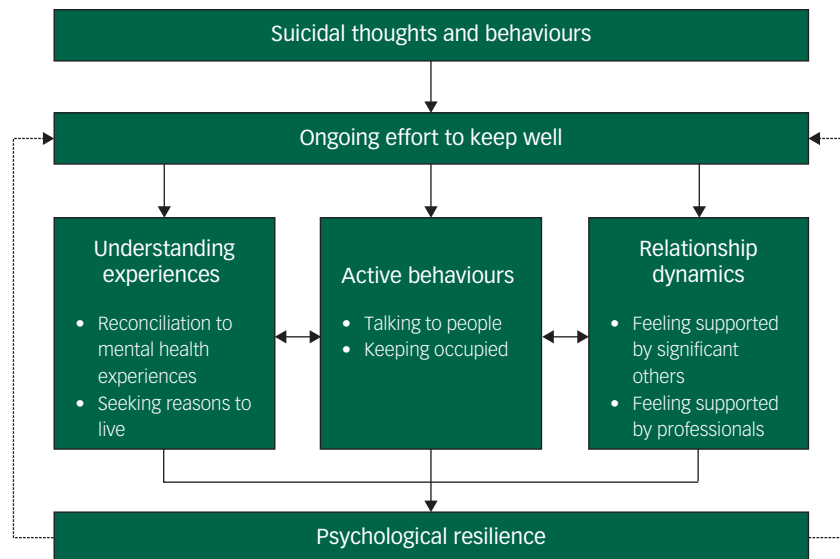 Suicidal thoughts and behaviours
Ongoing effort to keep well
Understanding
experiences
• Reconciliation to
mental health
experiences
• Seeking reasons to
live
Active behaviours
• Talking to people
• Keeping occupied
Relationship
dynamics
• Feeling supported
by significant
others
• Feeling supported
by professionals
Psychological resilience